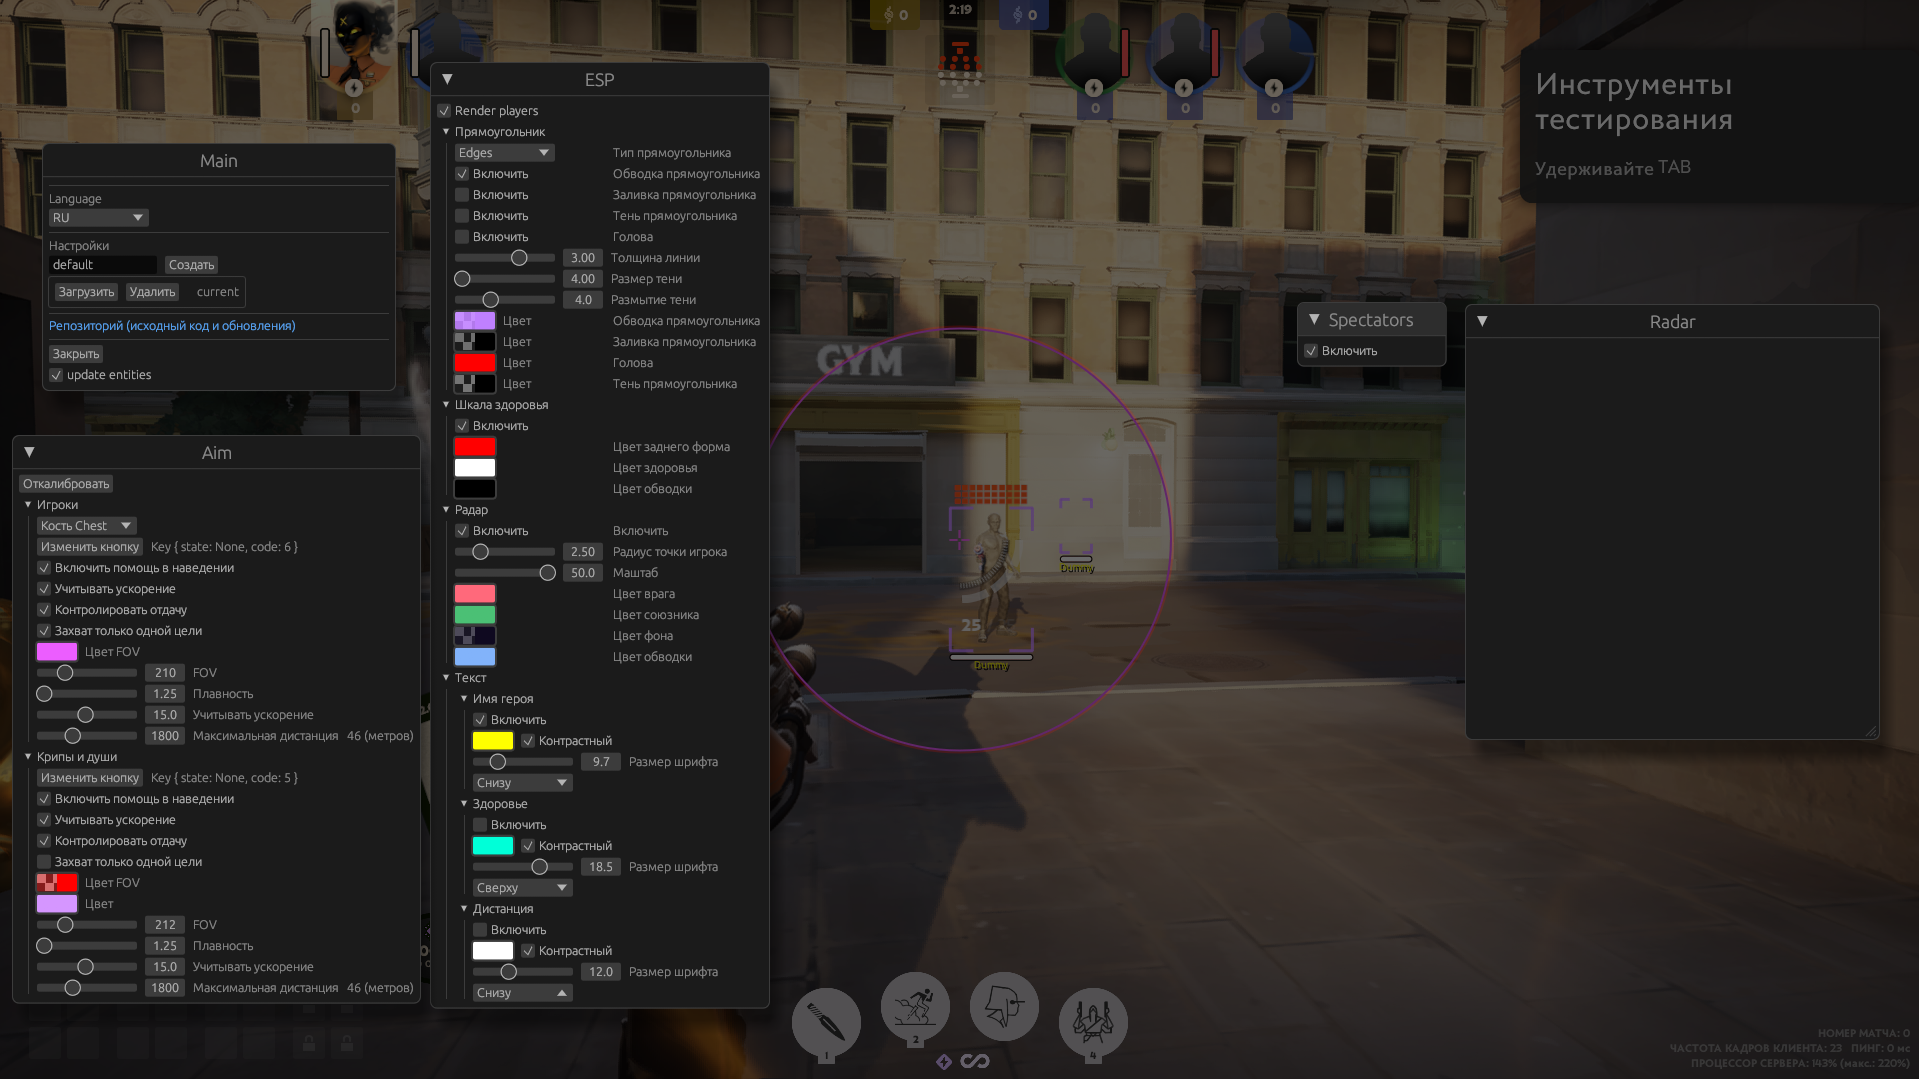 0
2:19
0
0
0
0
0
Инструменты
тестирования
Удерживайте TAB
Main
Language
RU
Настройки
default
Создать
Загрузить
Удалить
current
Репозиторий (исходный код и обновления)
Закрыть
update entities
Aim
Откалибровать
Игроки
Кость Chest
Изменить кнопку Key { state: None, code: 6 }
Включить помощь в наведении
Учитывать ускорение
Контролировать отдачу
Захват только одной цели
Цвет FOV
210 FOV
1.25 Плавность
15.0 Учитывать ускорение
1800 Максимальная дистанция 46 (метров)
Крипы и души
Изменить кнопку Key { state: None, code: 5 }
Включить помощь в наведении
Учитывать ускорение
Контролировать отдачу
Захват только одной цели
Цвет FOV
Цвет
212 FOV
1.25 Плавность
15.0 Учитывать ускорение
1800 Максимальная дистанция 46 (метров)
ESP
Render players
Прямоугольник
Edges Тип прямоугольника
Включить Обводка прямоугольника
Включить Заливка прямоугольника
Включить Тень прямоугольника
Включить Голова
3.00 Толщина линии
4.00 Размер тени
4.0 Размытие тени
Цвет Обводка прямоугольника
Цвет Заливка прямоугольника
Цвет Голова
Цвет Тень прямоугольника
Шкала здоровья
Включить
Цвет заднего форма
Цвет здоровья
Цвет обводки
Радар
Включить Включить
2.50 Радиус точки игрока
50.0 Маштаб
Цвет врага
Цвет союзника
Цвет фона
Цвет обводки
Текст
Имя героя
Включить
Контрастный
9.7 Размер шрифта
Снизу
Здоровье
Включить
Контрастный
18.5 Размер шрифта
Сверху
Дистанция
Включить
Контрастный
12.0 Размер шрифта
Снизу
GYM
Dummy
25
Dummy
Spectators
Включить
Radar
1
2
4
НОМЕР МАТЧА: 0
ЧАСТОТА КАДРОВ КЛИЕНТА: 23 ПИНГ: 0 мс
ПРОЦЕССОР СЕРВЕРА: 143% (макс.: 220%)